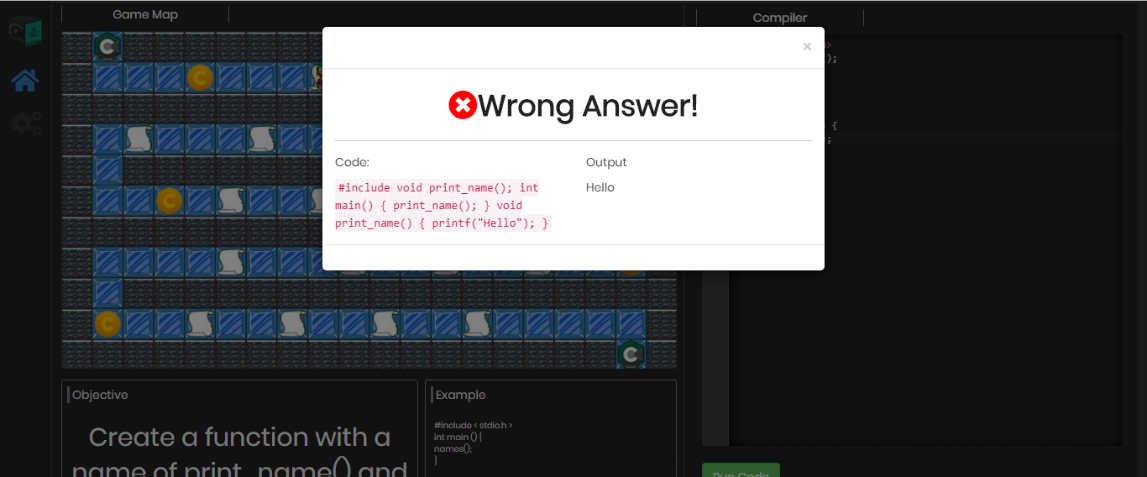 Game Map
Compiler
×
Wrong Answer!
Code:
Output
#include void print_name(); int
main() { print_name(); } void
print_name() { printf("Hello"); }
Hello
Objective
Example
Create a function with a
name of print_name() and
#include < stdio.h >
int main () {
names();
}
Run Code